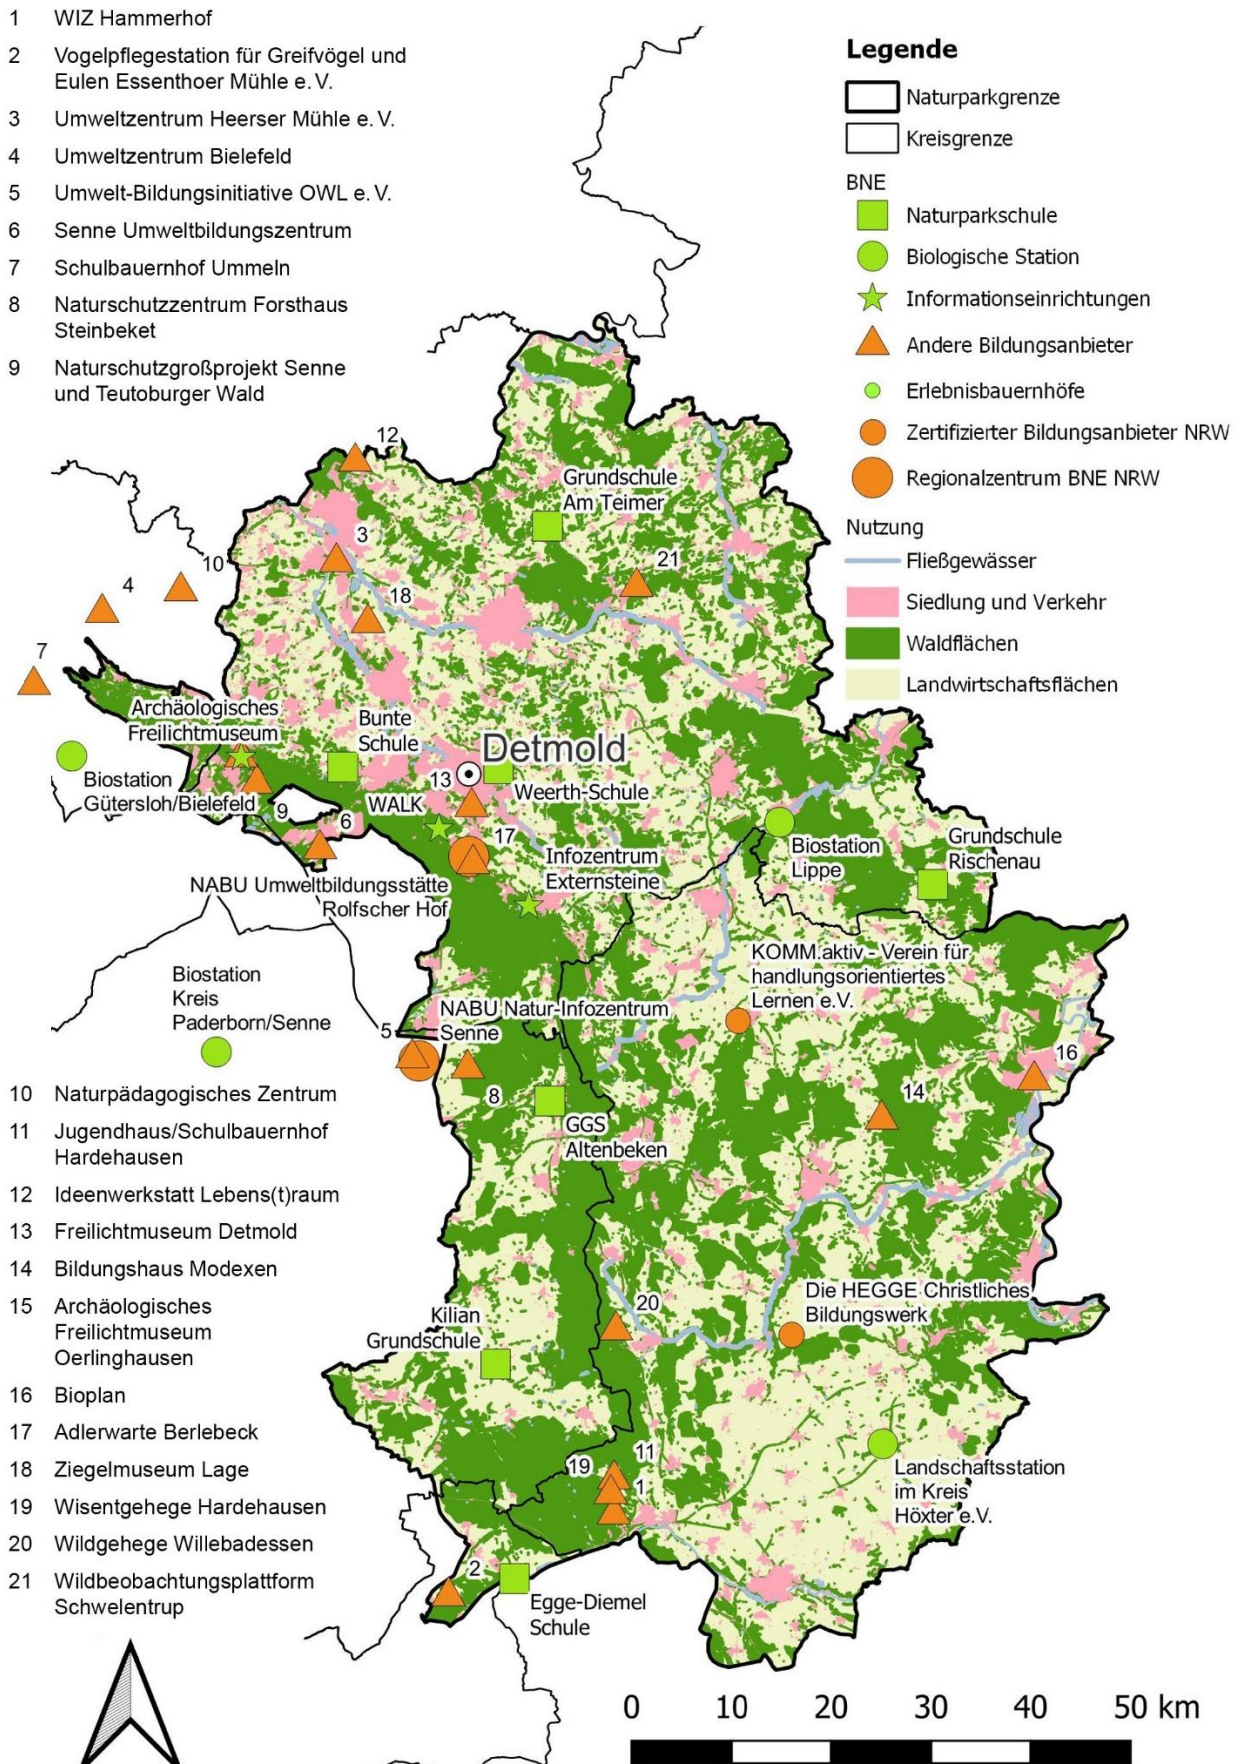 1 WIZ Hammerhof
2 Vogelpflegestation für Greifvögel und
Eulen Essenthoer Mühle e. V.
3 Umweltzentrum Heerser Mühle e. V.
4 Umweltzentrum Bielefeld
5 Umwelt-Bildungsinitiative OWL e. V.
6 Senne Umweltbildungszentrum
7 Schulbauernhof Ummeln
8 Naturschutzzentrum Forsthaus
Steinbeket
9 Naturschutzgroßprojekt Senne
und Teutoburger Wald
Legende
Naturparkgrenze
Kreisgrenze
BNE
Naturparkschule
Biologische Station
Informationseinrichtungen
Andere Bildungsanbieter
Erlebnisbauernhöfe
Zertifizierter Bildungsanbieter NRW
Regionalzentrum BNE NRW
Nutzung
Fließgewässer
Siedlung und Verkehr
Waldflächen
Landwirtschaftsflächen
12
Grundschule
Am Teimer
3
10
21
4
18
7
Archäologisches
Freilichtmuseum
Bunte
Schule
Detmold
13
Weerth-Schule
Biostation
Gütersloh/Bielefeld
9
6
WALK
17
Infozentrum
Externsteine
Biostation
Lippe
Grundschule
Rischenau
NABU Umweltbildungsstätte
Rolfscher Hof
KOMM.aktiv - Verein für
handlungsorientiertes
Lernen e.V.
Biostation
Kreis
Paderborn/Senne
NABU Natur-Infozentrum
Senne
5
16
8
14
GGS
Altenbeken
10 Naturpädagogisches Zentrum
11 Jugendhaus/Schulbauernhof
Hardehausen
12 Ideenwerkstatt Lebens(t)raum
13 Freilichtmuseum Detmold
14 Bildungshaus Modexen
15 Archäologisches
Freilichtmuseum
Oerlinghausen
16 Bioplan
17 Adlerwarte Berlebeck
18 Ziegelmuseum Lage
19 Wisentgehege Hardehausen
20 Wildgehege Willebadessen
21 Wildbeobachtungsplattform
Schwelentrup
Kilian
Grundschule
20
Die HEGGE Christliches
Bildungswerk
11
19
1
Landschaftsstation
im Kreis
Höxter e.V.
2
Egge-Diemel
Schule
0 10 20 30 40 50 km